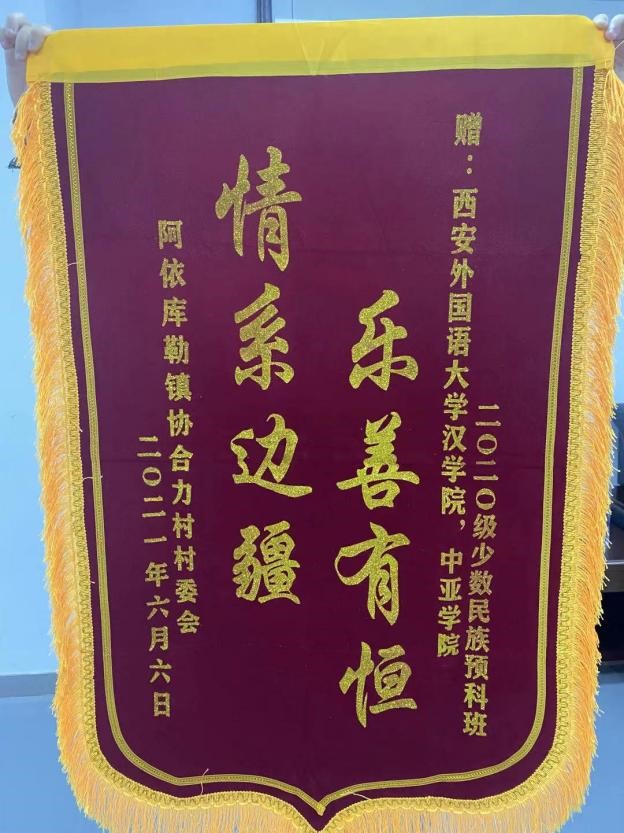 赠：西安外国语大学汉学院，中亚学院
二〇二〇级少数民族预科班
乐善有恒
情系边疆
阿依库勒镇协合力村村委会
二〇二一年六月六日